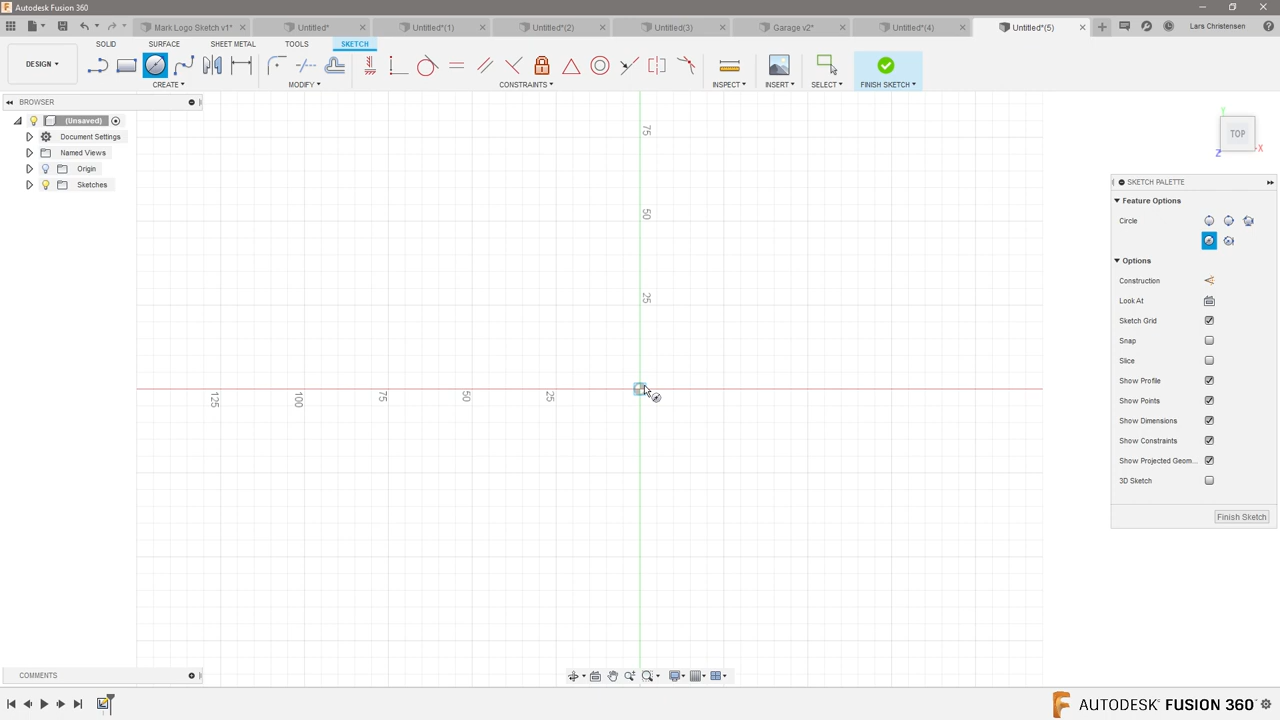 Autodesk Fusion 360
Mark Logo Sketch v1*
Untitled*
Untitled*(1)
Untitled*(2)
Untitled(3)
Garage v2*
Untitled*(4)
Untitled*(5)
Lars Christensen
SOLID
SURFACE
SHEET METAL
TOOLS
SKETCH
DESIGN
CREATE
MODIFY
CONSTRAINTS
INSPECT
INSERT
SELECT
FINISH SKETCH
BROWSER
(Unsaved)
Document Settings
Named Views
Origin
Sketches
75
50
25
125
100
75
50
25
TOP
Y
X
Z
SKETCH PALETTE
Feature Options
Circle
Options
Construction
Look At
Sketch Grid
Snap
Slice
Show Profile
Show Points
Show Dimensions
Show Constraints
Show Projected Geom...
3D Sketch
Finish Sketch
COMMENTS
AUTODESK® FUSION 360™